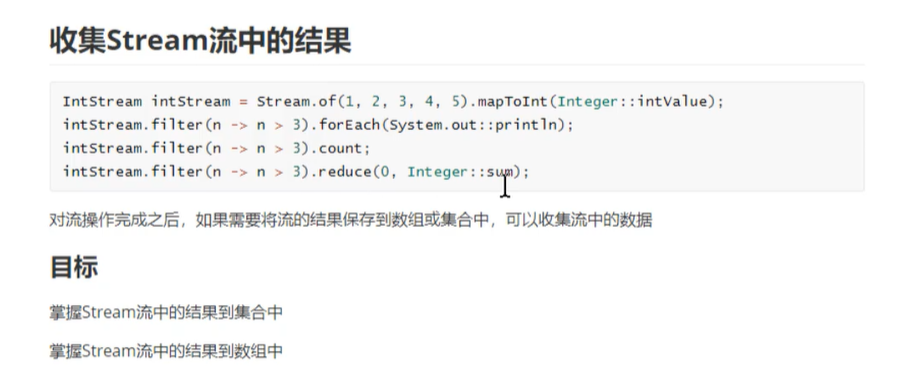 收集Stream流中的结果
IntStream intStream = Stream.of(1, 2, 3, 4, 5).mapToInt(Integer::intValue);
intStream.filter(n -> n > 3).forEach(System.out::println);
intStream.filter(n -> n > 3).count;
intStream.filter(n -> n > 3).reduce(0, Integer::sum);
对流操作完成之后，如果需要将流的结果保存到数组或集合中，可以收集流中的数据
目标
掌握Stream流中的结果到集合中
掌握Stream流中的结果到数组中